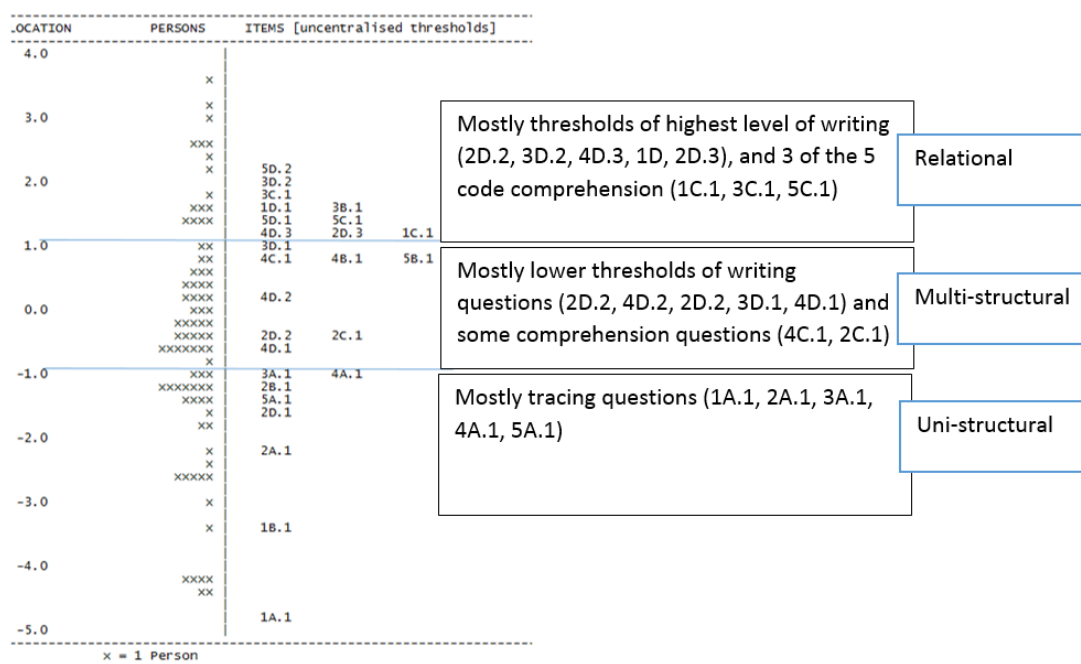 .OCATION PERSONS ITEMS [uncentralised thresholds]
4.0
x
x
3.0 x
xxx
x
x 5D.2
2.0 3D.2
x 3C.1
xxx 1D.1 3B.1
xxxx 5D.1 5C.1
4D.3 2D.3 1C.1
1.0 xx 3D.1
xx 4C.1 4B.1 5B.1
xxx
xxxx
xxxx 4D.2
0.0 xxx
xxxxx
xxxxx 2D.2 2C.1
xxxxxxx 4D.1
x
-1.0 xxx 3A.1 4A.1
xxxxxxx 2B.1
xxxx 5A.1
x 2D.1
xx
-2.0
x 2A.1
x
xxxxx
-3.0 x
x 1B.1
-4.0
xxxx
xx
1A.1
-5.0
x = 1 Person
Mostly thresholds of highest level of writing
(2D.2, 3D.2, 4D.3, 1D, 2D.3), and 3 of the 5
code comprehension (1C.1, 3C.1, 5C.1)
Relational
Mostly lower thresholds of writing
questions (2D.2, 4D.2, 2D.2, 3D.1, 4D.1) and
some comprehension questions (4C.1, 2C.1)
Multi-structural
Mostly tracing questions (1A.1, 2A.1, 3A.1,
4A.1, 5A.1)
Uni-structural